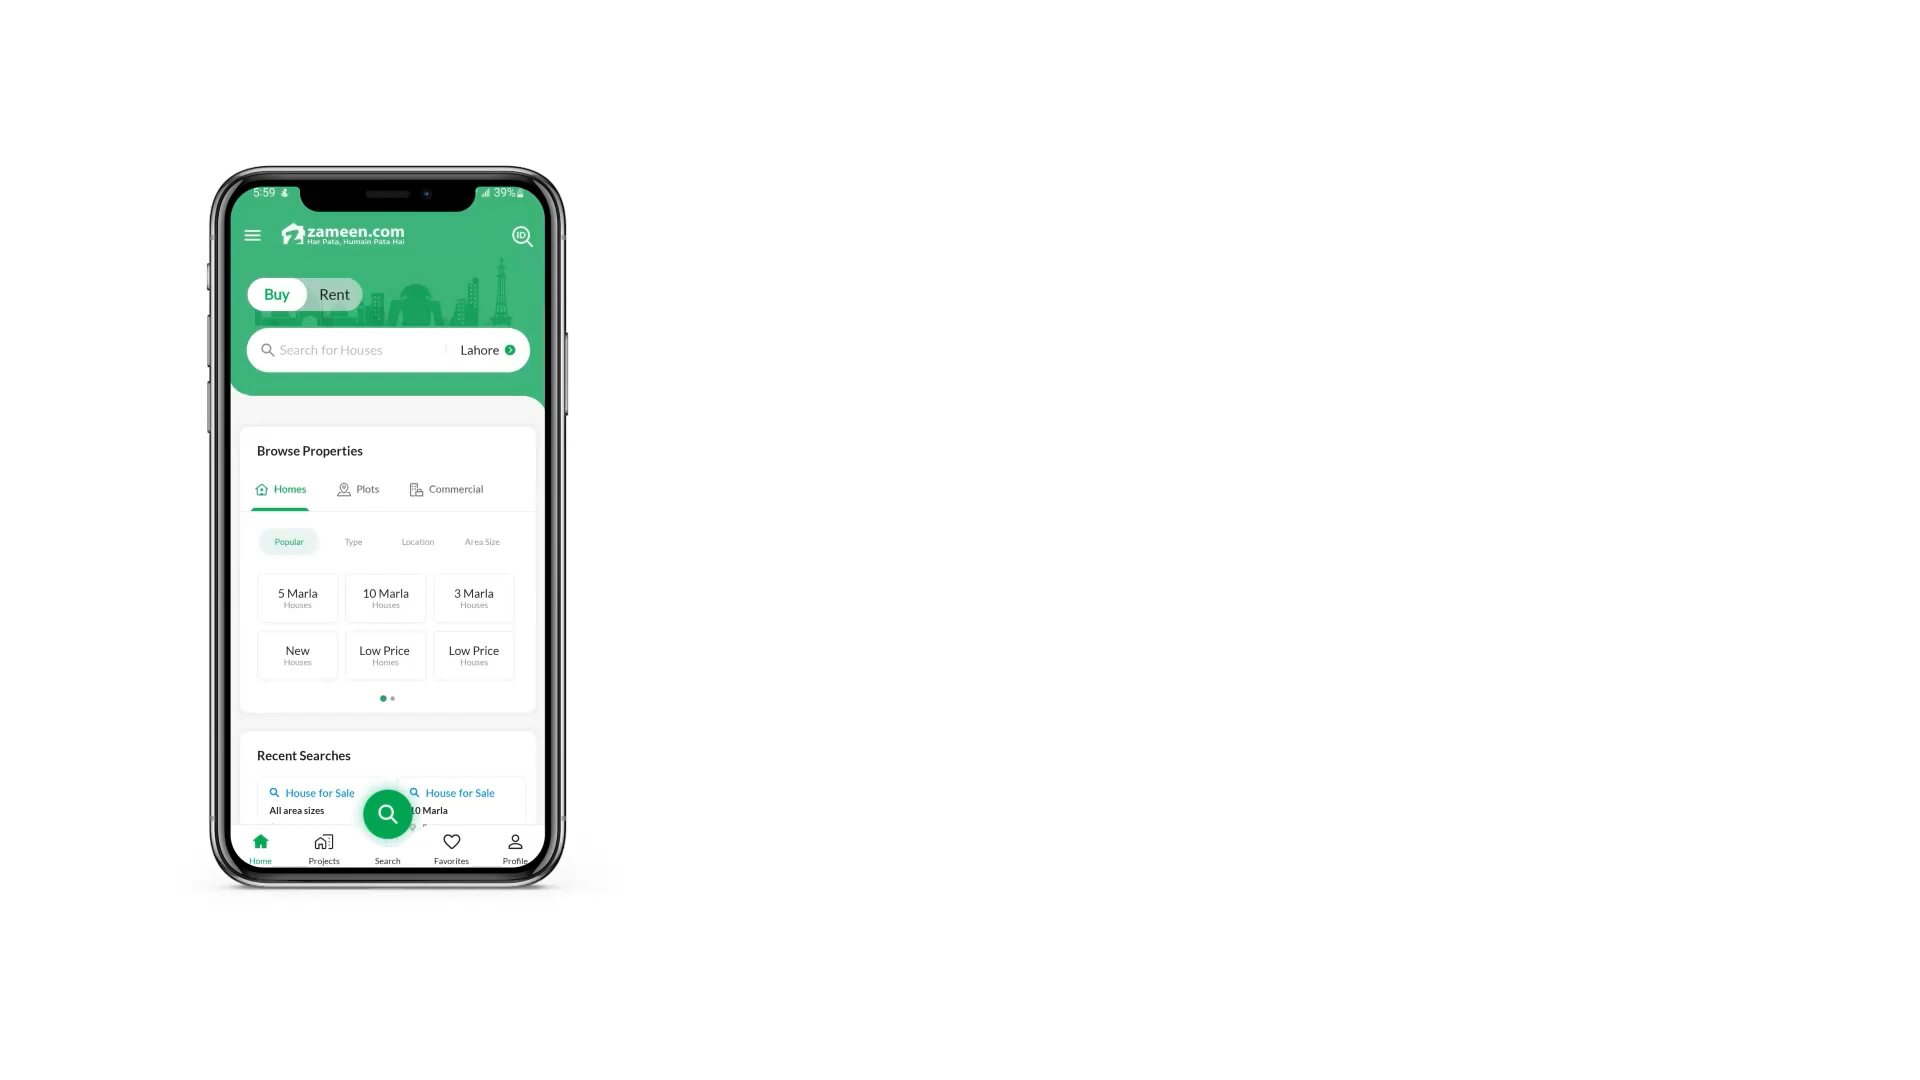 5:59 39%
zameen.com
Har Pata, Humain Pata Hai
ID
Buy Rent
Search for Houses Lahore
Browse Properties
Homes Plots Commercial
Popular Type Location Area Size
5 Marla 10 Marla 3 Marla
Houses Houses Houses
New Low Price Low Price
Houses Homes Houses
Recent Searches
House for Sale House for Sale
All area sizes 10 Marla
Home Projects Search Favorites Profile